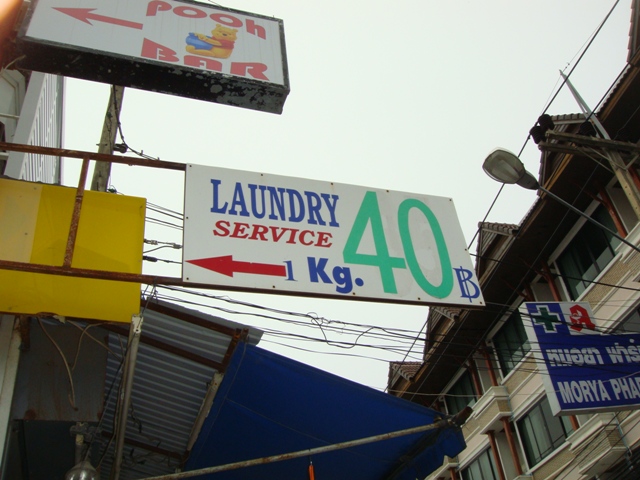 pooh
BAR
LAUNDRY
SERVICE
1 Kg.
40
฿
MORYA PHA